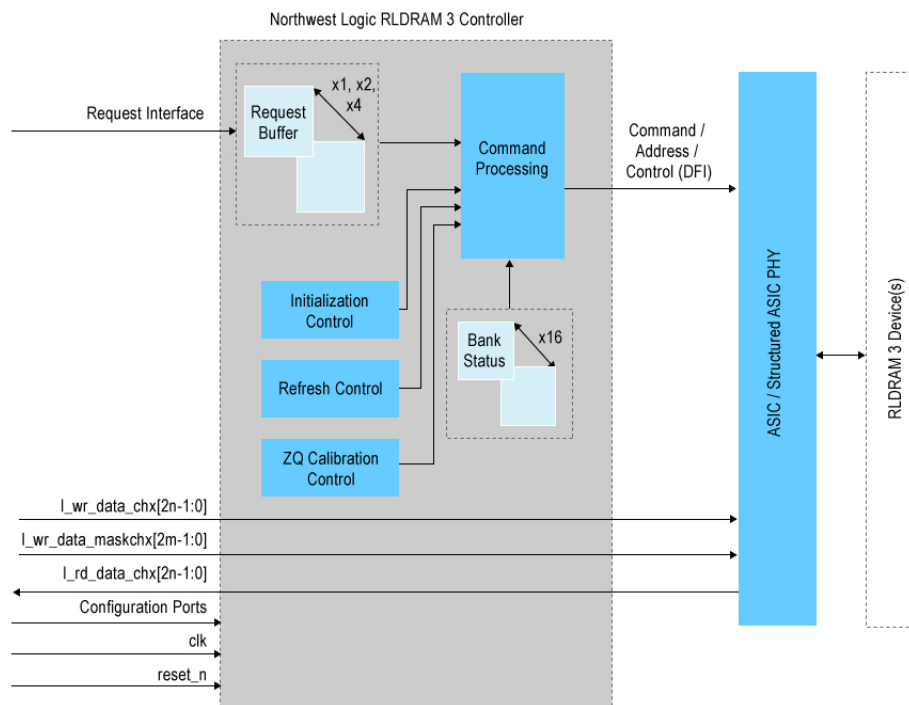 Northwest Logic RLDRAM 3 Controller
Request Interface
Request
Buffer
x1, x2,
x4
Command
Processing
Command /
Address /
Control (DFI)
Initialization
Control
Refresh Control
ZQ Calibration
Control
Bank
Status
x16
ASIC / Structured ASIC PHY
RLDRAM 3 Device(s)
l_wr_data_chx[2n-1:0]
l_wr_data_maskchx[2m-1:0]
l_rd_data_chx[2n-1:0]
Configuration Ports
clk
reset_n